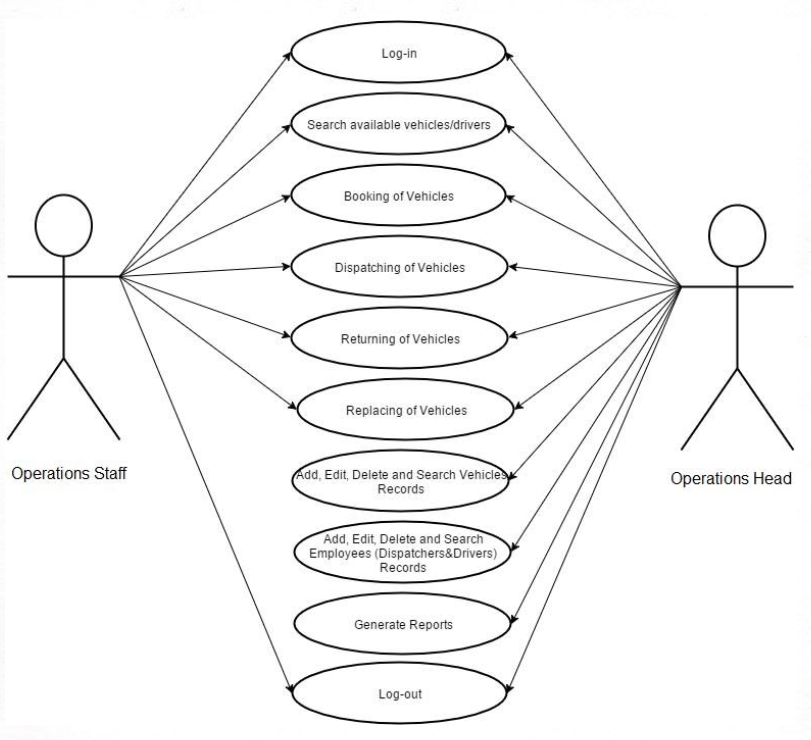 Log-in
Search available vehicles/drivers
Booking of Vehicles
Dispatching of Vehicles
Returning of Vehicles
Replacing of Vehicles
Add, Edit, Delete and Search Vehicles
Records
Add, Edit, Delete and Search
Employees (Dispatchers&Drivers)
Records
Generate Reports
Log-out
Operations Staff
Operations Head